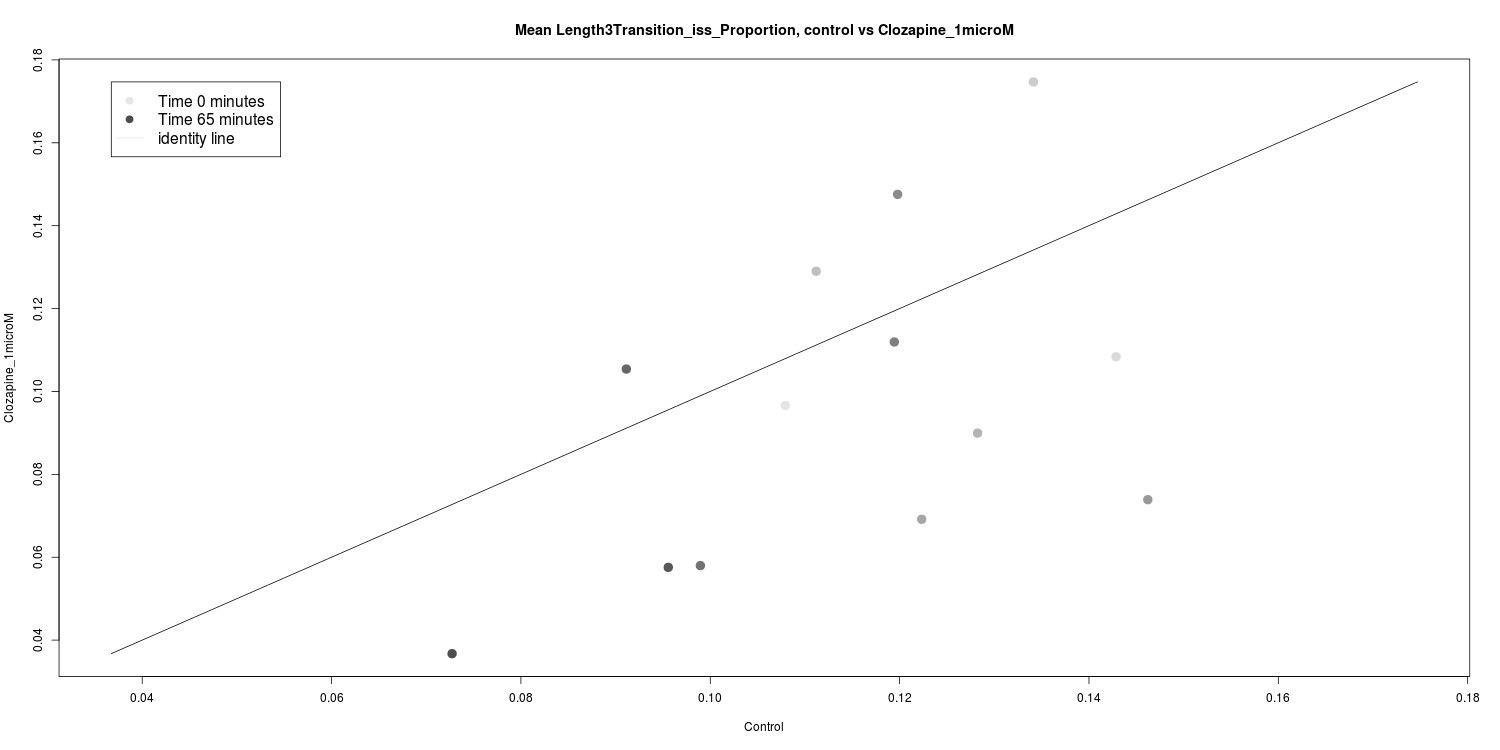 Mean Length3Transition_iss_Proportion, control vs Clozapine_1microM
Time 0 minutes
Time 65 minutes
identity line
0.18
0.16
0.14
0.12
0.10
0.08
0.06
0.04
Clozapine_1microM
0.04 0.06 0.08 0.10 0.12 0.14 0.16 0.18
Control